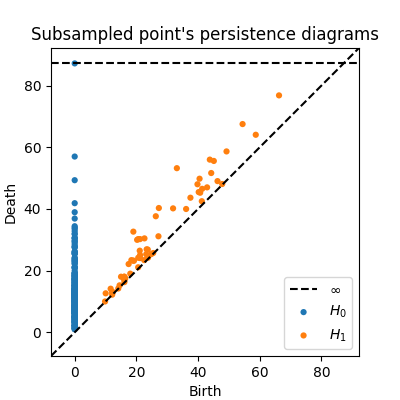 Subsampled point's persistence diagrams
80
60
40
20
0
Death
0 20 40 60 80
Birth
∞
H₀
H₁